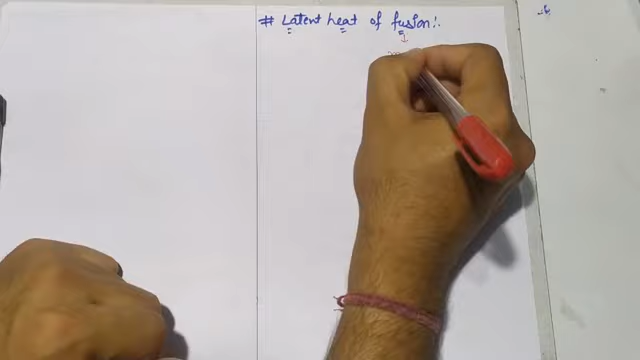 # Latent heat of fusion:.